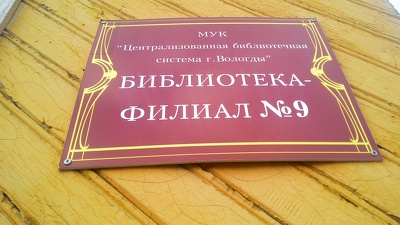 МУК
"Централизованная библиотечная
система г. Вологды"
БИБЛИОТЕКА-
ФИЛИАЛ №9